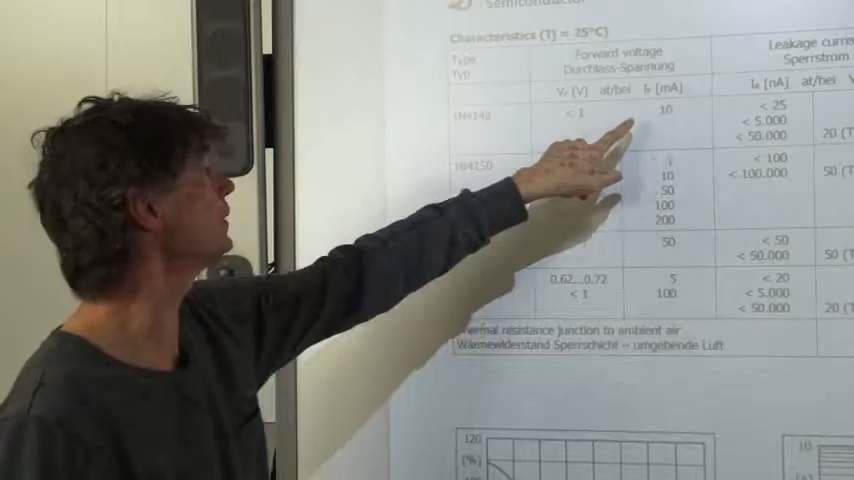 Semiconductor
Characteristics (Tj = 25°C)
Type
Typ
Forward voltage
Durchlass-Spannung
Leakage curre
Sperrstrom
VF [V] at/bei IF [mA]
IR [nA] at/bei
1N4148
< 1
10
< 25
< 5.000
< 50.000
20 (T
1N4150
1
10
50
100
200
< 100
< 100.000
50 (T
50
< 50
< 50.000
50 (T
0.62...0.72
< 1
5
100
< 20
< 5.000
< 50.000
20 (T
Thermal resistance junction to ambient air
Wärmewiderstand Sperrschicht – umgebende Luft
120
[%]
10